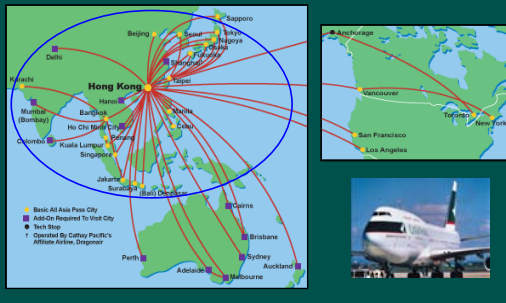 Sapporo
Beijing
Seoul
Tokyo
Nagoya
Osaka
Fukuoka
Delhi
Shanghai
Taipei
Karachi
Hong Kong
Hanoi
Mumbai
(Bombay)
Bangkok
Manila
Ho Chi Minh City
Cebu
Colombo
Penang
Kuala Lumpur
Singapore
Jakarta
Surabaya
(Bali) Denpasar
Cairns
Basic All Asia Pass City
Add-On Required To Visit City
Tech Stop
† Operated By Cathay Pacific's
Affiliate Airline, Dragonair
Brisbane
Perth
Sydney
Adelaide
Auckland
Melbourne
Anchorage
Vancouver
Toronto
New York
San Francisco
Los Angeles